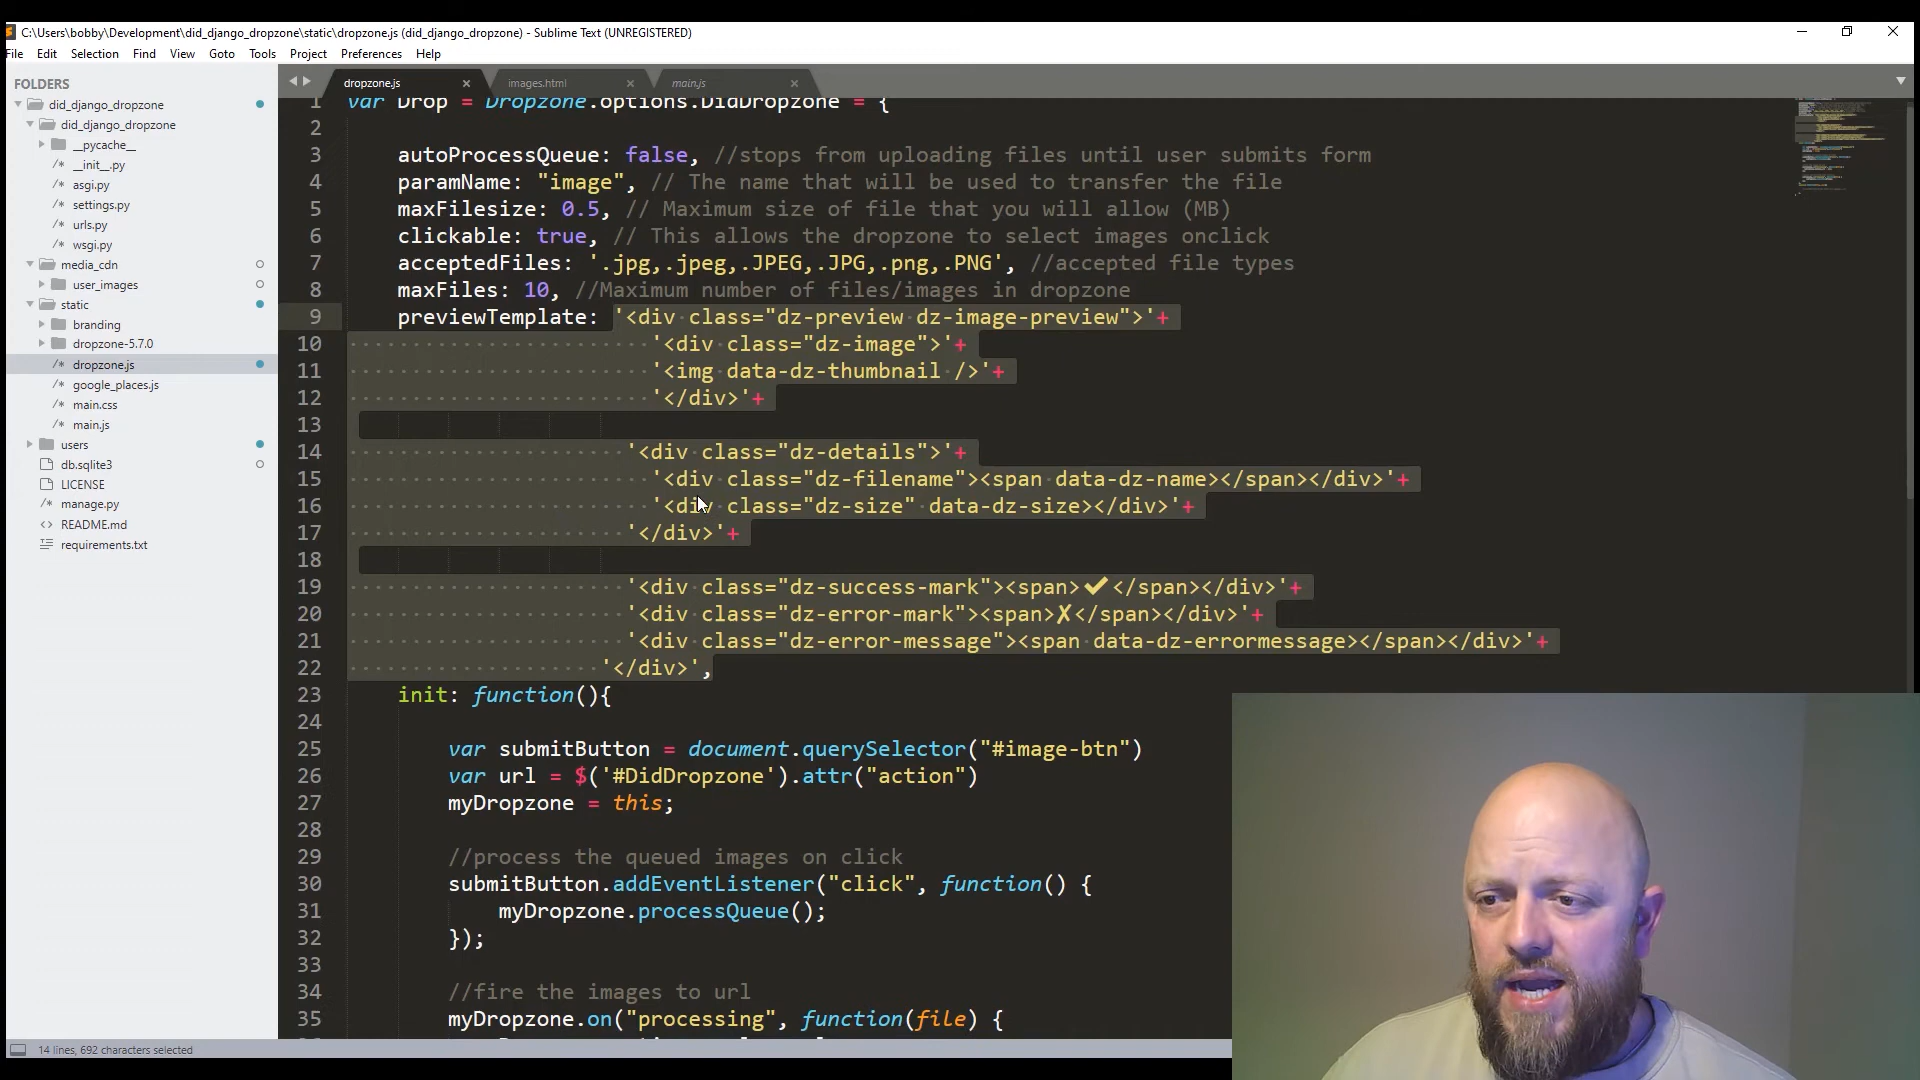 C:\Users\bobby\Development\did_django_dropzone\static\dropzone.js (did_django_dropzone) - Sublime Text (UNREGISTERED)
File Edit Selection Find View Goto Tools Project Preferences Help
FOLDERS
did_django_dropzone
did_django_dropzone
__pycache__
__init__.py
asgi.py
settings.py
urls.py
wsgi.py
media_cdn
user_images
static
branding
dropzone-5.7.0
dropzone.js
google_places.js
main.css
main.js
users
db.sqlite3
LICENSE
manage.py
README.md
requirements.txt
dropzone.js images.html main.js
1 var Drop = Dropzone.options.DidDropzone = {
2
3 autoProcessQueue: false, //stops from uploading files until user submits form
4 paramName: "image", // The name that will be used to transfer the file
5 maxFilesize: 0.5, // Maximum size of file that you will allow (MB)
6 clickable: true, // This allows the dropzone to select images onclick
7 acceptedFiles: '.jpg,.jpeg,.JPEG,.JPG,.png,.PNG', //accepted file types
8 maxFiles: 10, //Maximum number of files/images in dropzone
9 previewTemplate: '<div class="dz-preview dz-image-preview">'+
10 '<div class="dz-image">'+
11 '<img data-dz-thumbnail />'+
12 '</div>'+
13
14 '<div class="dz-details">'+
15 '<div class="dz-filename"><span data-dz-name></span></div>'+
16 '<div class="dz-size" data-dz-size></div>'+
17 '</div>'+
18
19 '<div class="dz-success-mark"><span>✔</span></div>'+
20 '<div class="dz-error-mark"><span>✘</span></div>'+
21 '<div class="dz-error-message"><span data-dz-errormessage></span></div>'+
22 '</div>',
23 init: function(){
24
25 var submitButton = document.querySelector("#image-btn")
26 var url = $('#DidDropzone').attr("action")
27 myDropzone = this;
28
29 //process the queued images on click
30 submitButton.addEventListener("click", function() {
31 myDropzone.processQueue();
32 });
33
34 //fire the images to url
35 myDropzone.on("processing", function(file) {
14 lines, 692 characters selected